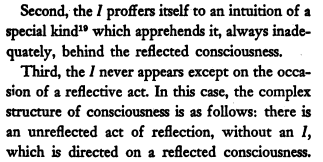 Second, the I proffers itself to an intuition of a
special kind¹⁹ which apprehends it, always inade-
quately, behind the reflected consciousness.
Third, the I never appears except on the occa-
sion of a reflective act. In this case, the complex
structure of consciousness is as follows: there is
an unreflected act of reflection, without an I,
which is directed on a reflected consciousness.